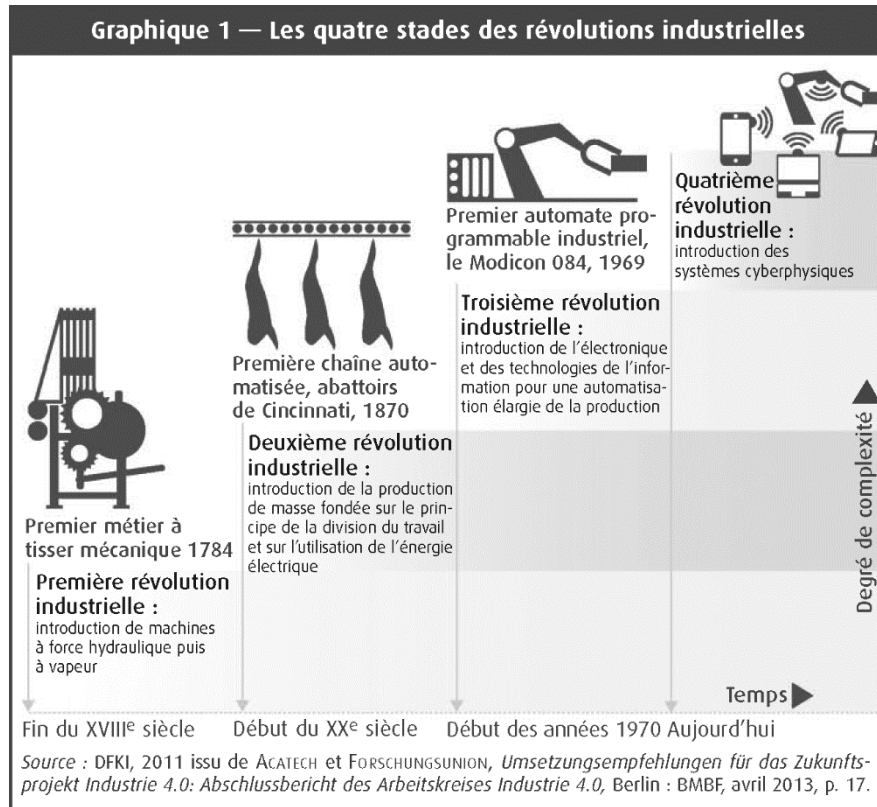 Graphique 1 — Les quatre stades des révolutions industrielles
Premier métier à
tisser mécanique 1784
Première révolution
industrielle :
introduction de machines
à force hydraulique puis
à vapeur
Première chaîne auto-
matisée, abattoirs
de Cincinnati, 1870
Deuxième révolution
industrielle :
introduction de la production
de masse fondée sur le prin-
cipe de la division du travail
et sur l'utilisation de l'énergie
électrique
Premier automate pro-
grammable industriel,
le Modicon 084, 1969
Troisième révolution
industrielle :
introduction de l'électronique
et des technologies de l'infor-
mation pour une automatisa-
tion élargie de la production
Quatrième
révolution
industrielle :
introduction des
systèmes cyberphysiques
Degré de complexité
Temps
Fin du XVIIIe siècle
Début du XXe siècle
Début des années 1970
Aujourd'hui
Source : DFKI, 2011 issu de ACATECH et FORSCHUNGSUNION, Umsetzungsempfehlungen für das Zukunfts-
projekt Industrie 4.0: Abschlussbericht des Arbeitskreises Industrie 4.0, Berlin : BMBF, avril 2013, p. 17.